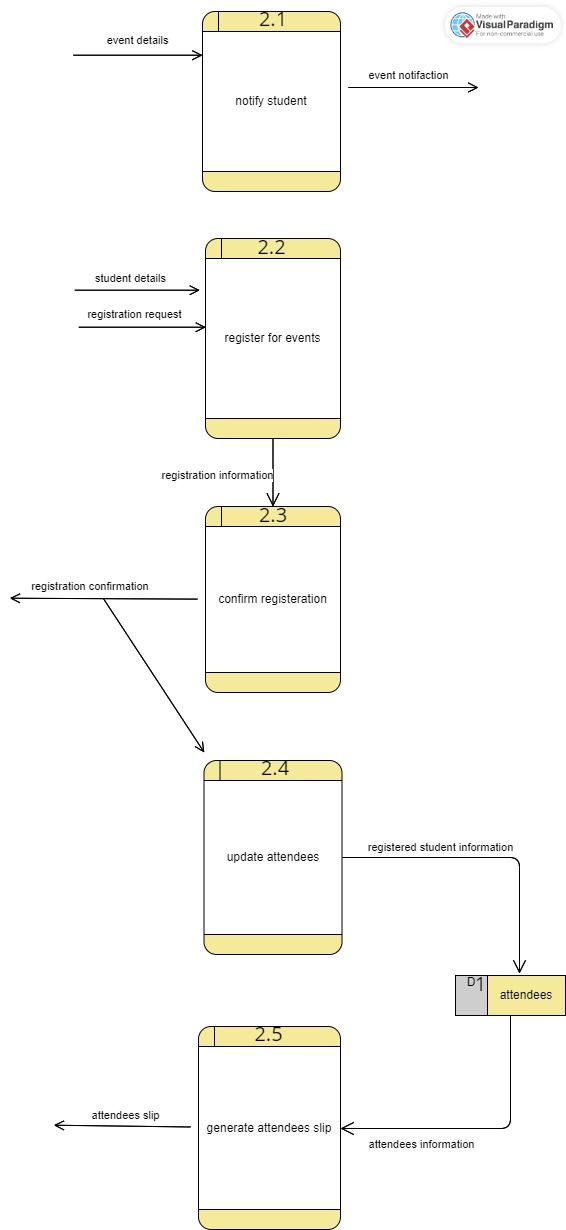 2.1
Made with
VisualParadigm
For non-commercial use
event details
event notifaction
notify student
2.2
student details
registration request
register for events
registration information
2.3
registration confirmation
confirm registeration
2.4
update attendees
registered student information
D1
attendees
2.5
attendees slip
generate attendees slip
attendees information